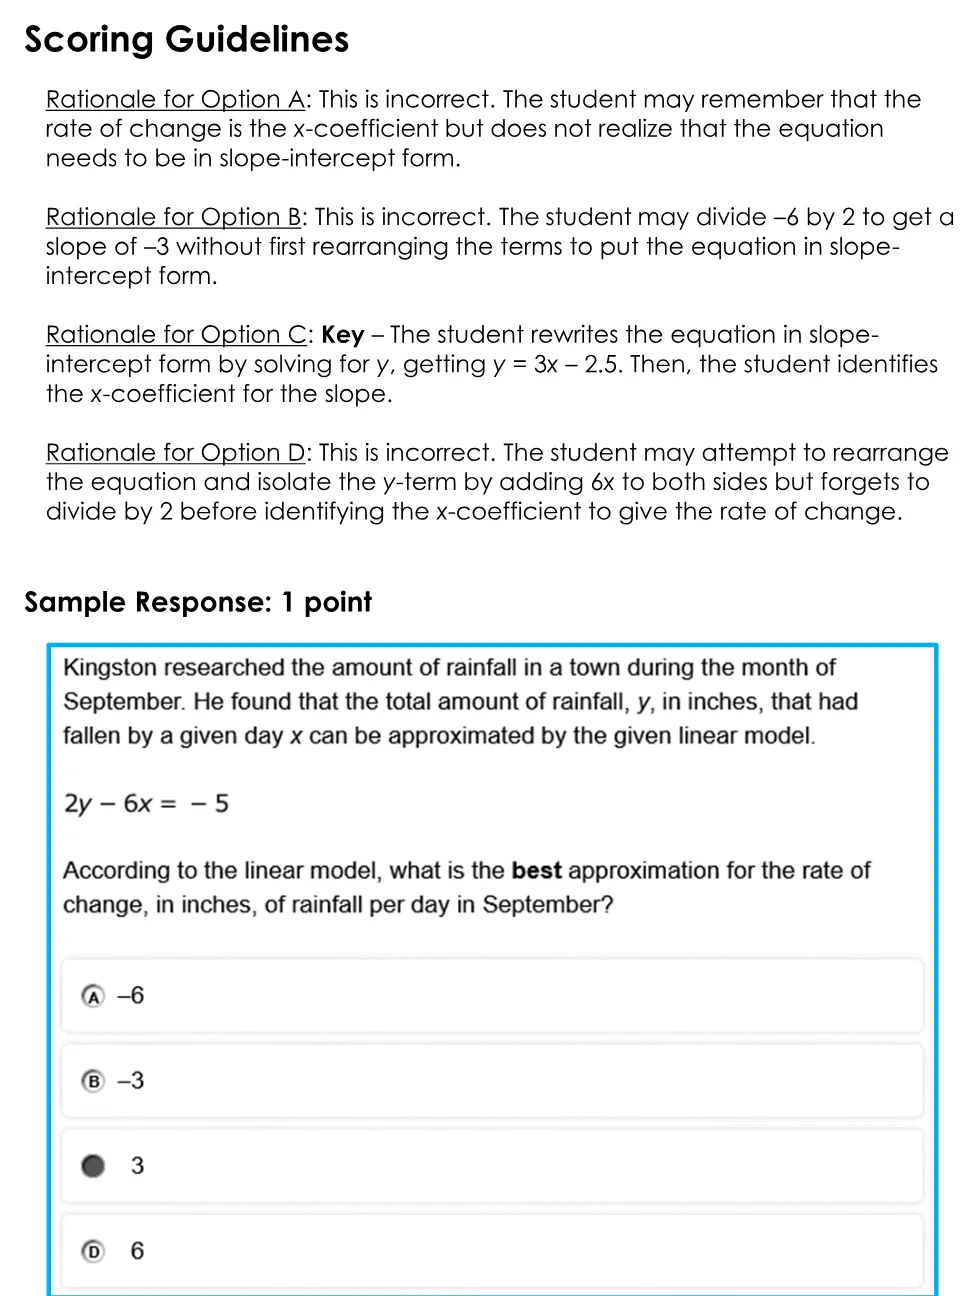 Scoring Guidelines
Rationale for Option A: This is incorrect. The student may remember that the
rate of change is the x-coefficient but does not realize that the equation
needs to be in slope-intercept form.
Rationale for Option B: This is incorrect. The student may divide –6 by 2 to get a
slope of –3 without first rearranging the terms to put the equation in slope-
intercept form.
Rationale for Option C: Key – The student rewrites the equation in slope-
intercept form by solving for y, getting y = 3x – 2.5. Then, the student identifies
the x-coefficient for the slope.
Rationale for Option D: This is incorrect. The student may attempt to rearrange
the equation and isolate the y-term by adding 6x to both sides but forgets to
divide by 2 before identifying the x-coefficient to give the rate of change.
Sample Response: 1 point
Kingston researched the amount of rainfall in a town during the month of
September. He found that the total amount of rainfall, y, in inches, that had
fallen by a given day x can be approximated by the given linear model.
2y – 6x = – 5
According to the linear model, what is the best approximation for the rate of
change, in inches, of rainfall per day in September?
A –6
B –3
3
D 6